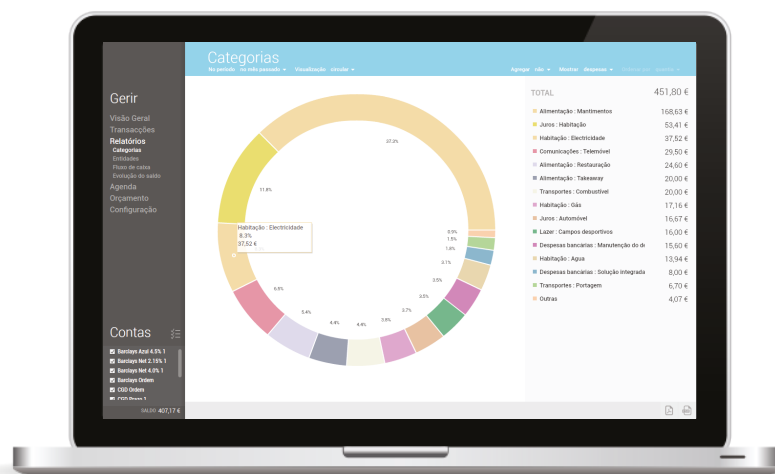 Categorias
No período no mês passado Visualização circular
Agregar não Mostrar despesas
Gerir
Visão Geral
Transacções
Relatórios
Categorias
Entidades
Fluxo de caixa
Evolução do saldo
Agenda
Orçamento
Configuração
Contas
Barclays Azul 4.5% 1
Barclays Net 2.15% 1
Barclays Net 4.0% 1
Barclays Ordem
CGD Ordem
CGD Prazo 1
SALDO 407,17 €
37.3%
11.8%
Habitação : Electricidade
8.3%
37,52 €
6.5%
5.4%
4.4%
4.4%
3.8%
3.7%
3.5%
3.5%
3.1%
1.8%
1.5%
0.9%
TOTAL 451,80 €
Alimentação : Mantimentos 168,63 €
Juros : Habitação 53,41 €
Habitação : Electricidade 37,52 €
Comunicações : Telemóvel 29,50 €
Alimentação : Restauração 24,60 €
Alimentação : Takeaway 20,00 €
Transportes : Combustível 20,00 €
Habitação : Gás 17,16 €
Juros : Automóvel 16,67 €
Lazer : Campos desportivos 16,00 €
Despesas bancárias : Manutenção do de 15,60 €
Habitação : Agua 13,94 €
Despesas bancárias : Solução Integrada 8,00 €
Transportes : Portagem 6,70 €
Outras 4,07 €